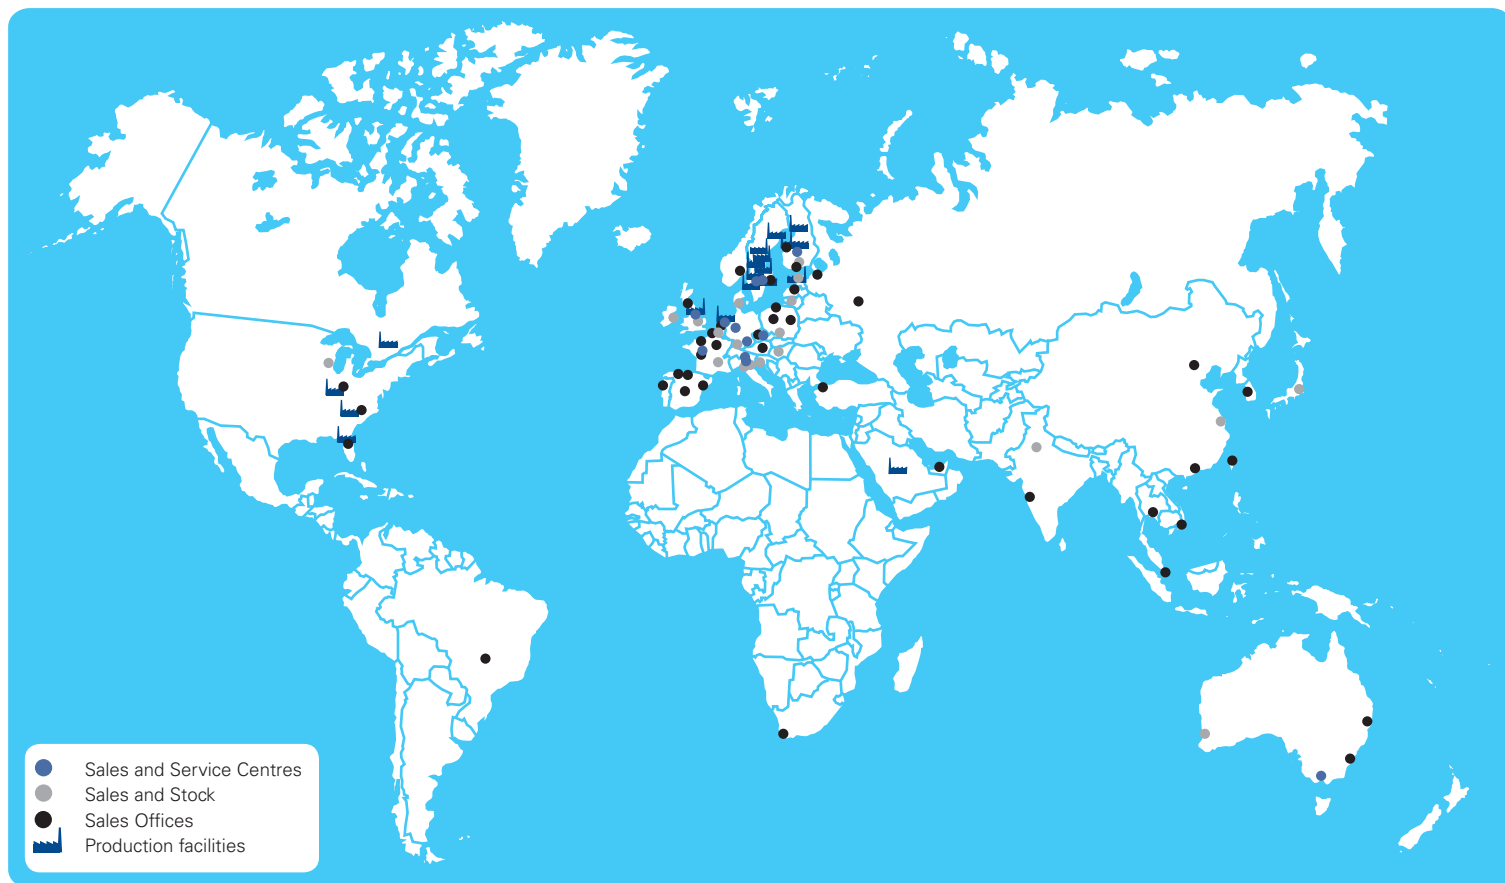 Sales and Service Centres
Sales and Stock
Sales Offices
Production facilities